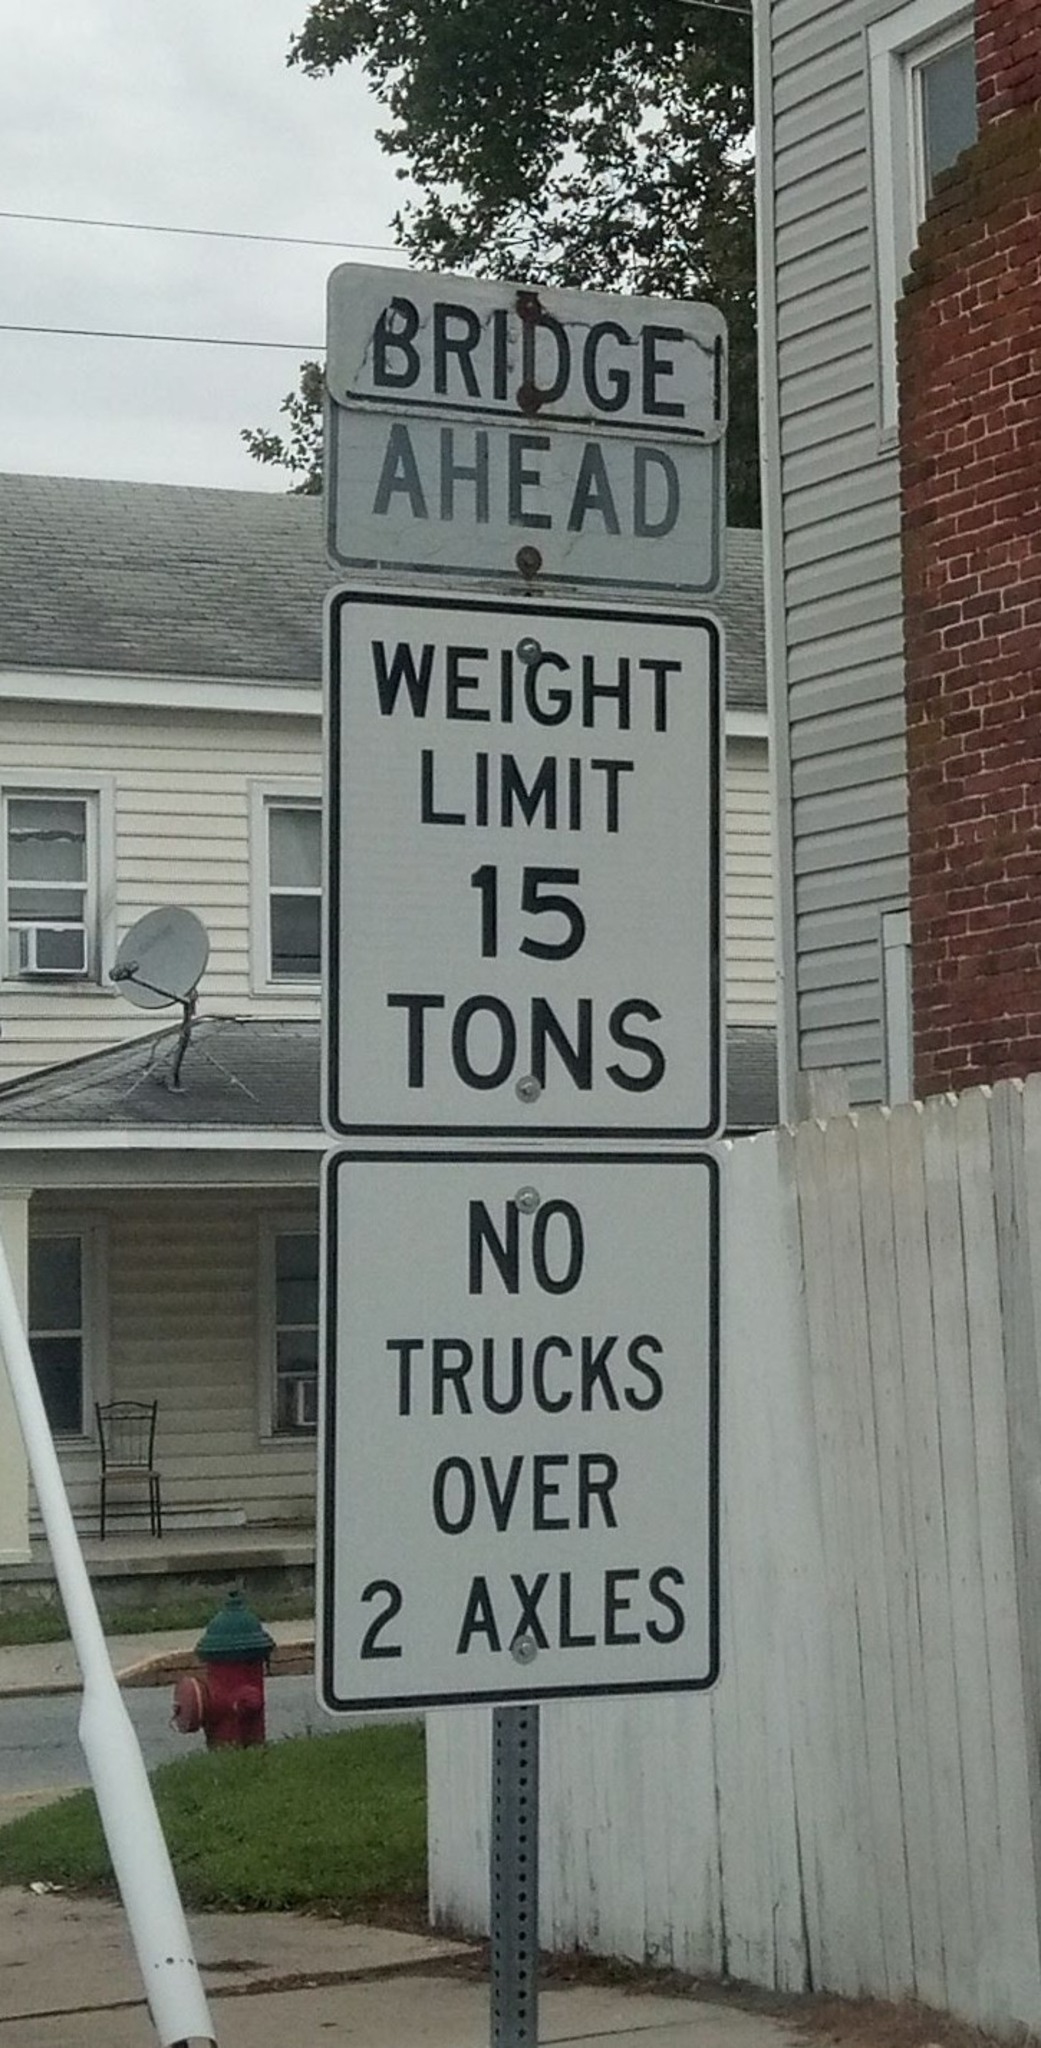 BRIDGE
AHEAD
WEIGHT
LIMIT
15
TONS
NO
TRUCKS
OVER
2 AXLES